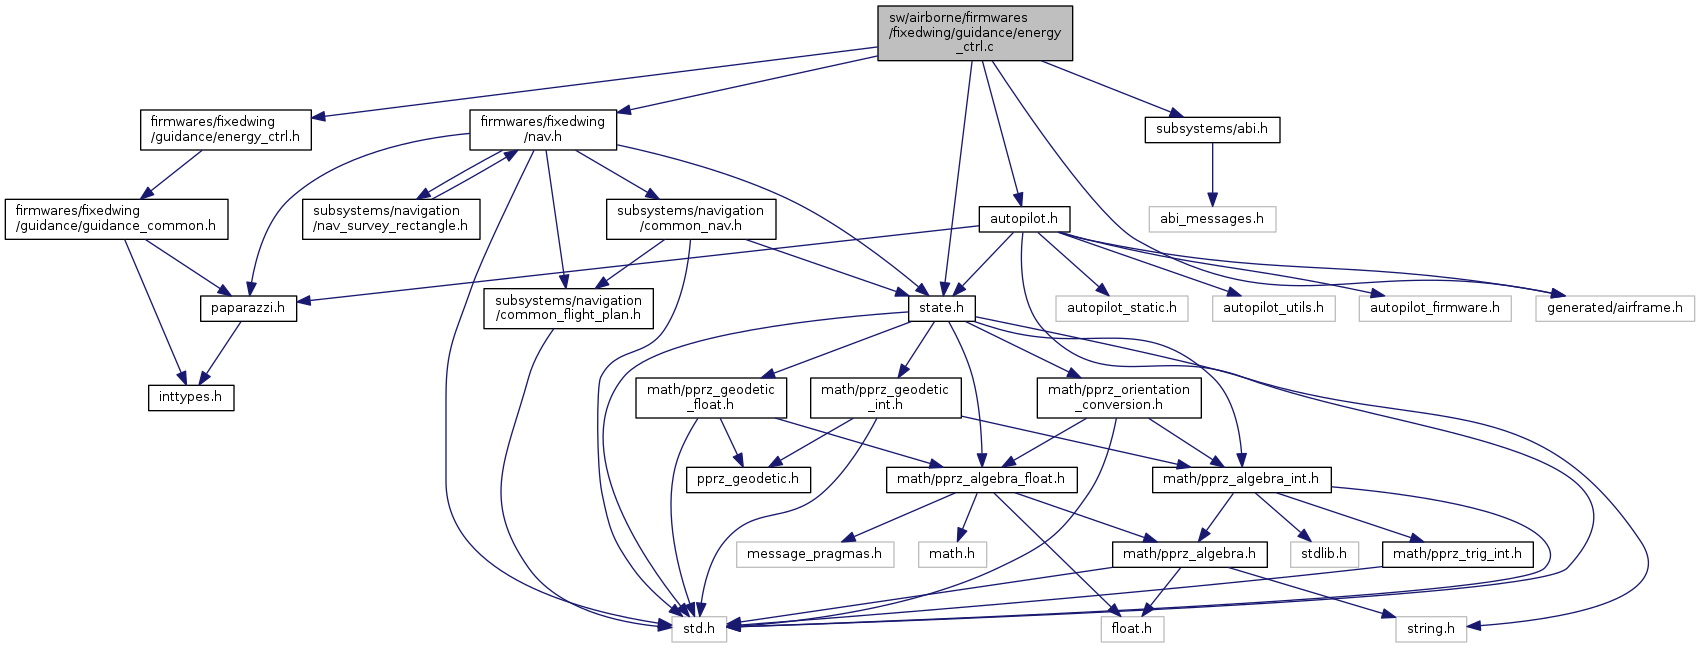 sw/airborne/firmwares
/fixedwing/guidance/energy
_ctrl.c
firmwares/fixedwing
/guidance/energy_ctrl.h
firmwares/fixedwing
/nav.h
subsystems/abi.h
firmwares/fixedwing
/guidance/guidance_common.h
subsystems/navigation
/nav_survey_rectangle.h
subsystems/navigation
/common_nav.h
autopilot.h
abi_messages.h
paparazzi.h
subsystems/navigation
/common_flight_plan.h
state.h
autopilot_static.h
autopilot_utils.h
autopilot_firmware.h
generated/airframe.h
inttypes.h
math/pprz_geodetic
_float.h
math/pprz_geodetic
_int.h
math/pprz_orientation
_conversion.h
pprz_geodetic.h
math/pprz_algebra_float.h
math/pprz_algebra_int.h
message_pragmas.h
math.h
math/pprz_algebra.h
stdlib.h
math/pprz_trig_int.h
std.h
float.h
string.h